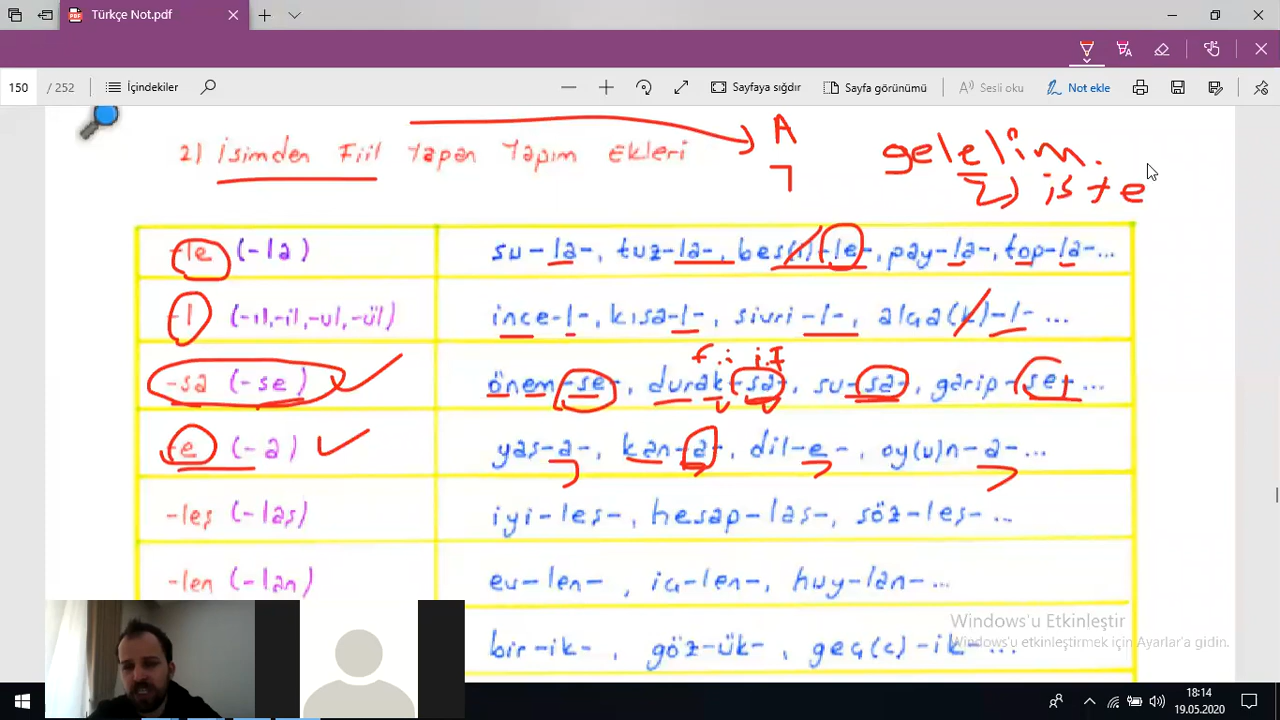 Türkçe Not.pdf
150 / 252 İçindekiler Sayfaya sığdır Sayfa görünümü Sesli oku Not ekle
A
7
2) İsimden Fiil Yapan Yapım Ekleri
gelelim.
2) iste
-le (-la) su-la-, tuz-la-, bes(i)-le-, pay-la-, top-la-...
-l (-ıl,-il,-ul,-ül) ince-l-, kısa-l-, sivri-l-, alça(k)-l- ...
f.i i.f
-sa (-se) önem-se-, durak-sa-, su-sa-, garip-se- ...
-e (-a) yaş-a-, kan-a-, dil-e-, oy(u)n-a-...
-leş (-laş) iyi-leş-, hesap-laş-, söz-leş- ...
-len (-lan) ev-len- , iç-len-, huy-lan-...
bir-ik- , göz-ük- , geç(c)-ik- ...
Windows'u Etkinleştir
Windows'u etkinleştirmek için Ayarlar'a gidin.
18:14
19.05.2020